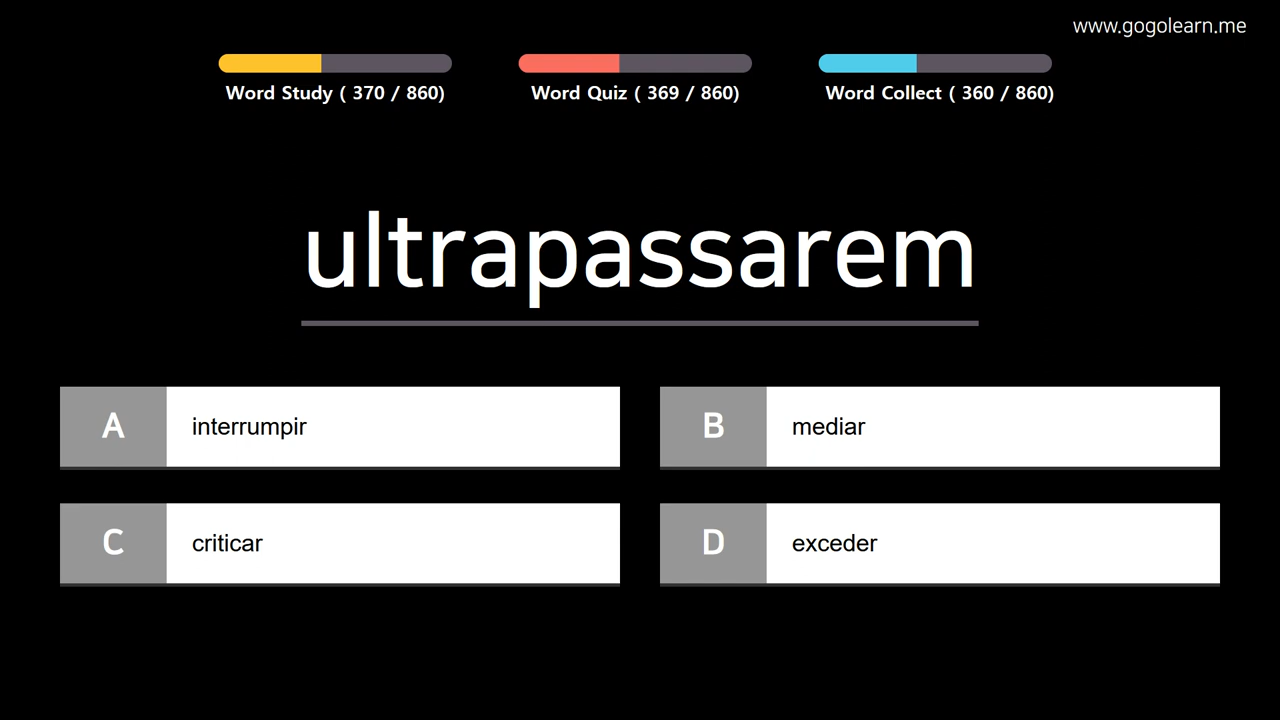 www.gogolearn.me
Word Study ( 370 / 860)
Word Quiz ( 369 / 860)
Word Collect ( 360 / 860)
ultrapassarem
A interrumpir
B mediar
C criticar
D exceder